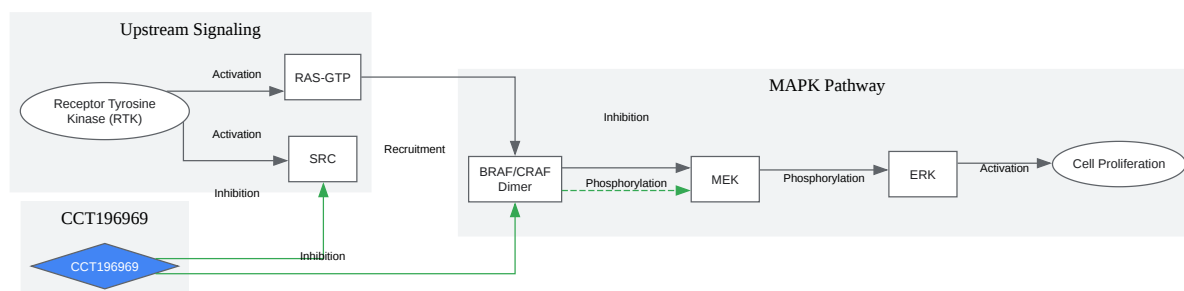 Upstream Signaling
Activation
RAS-GTP
Receptor Tyrosine
Kinase (RTK)
Activation
SRC
Recruitment
Inhibition
CCT196969
CCT196969
Inhibition
MAPK Pathway
Inhibition
BRAF/CRAF
Dimer
Phosphorylation
MEK
Phosphorylation
ERK
Activation
Cell Proliferation